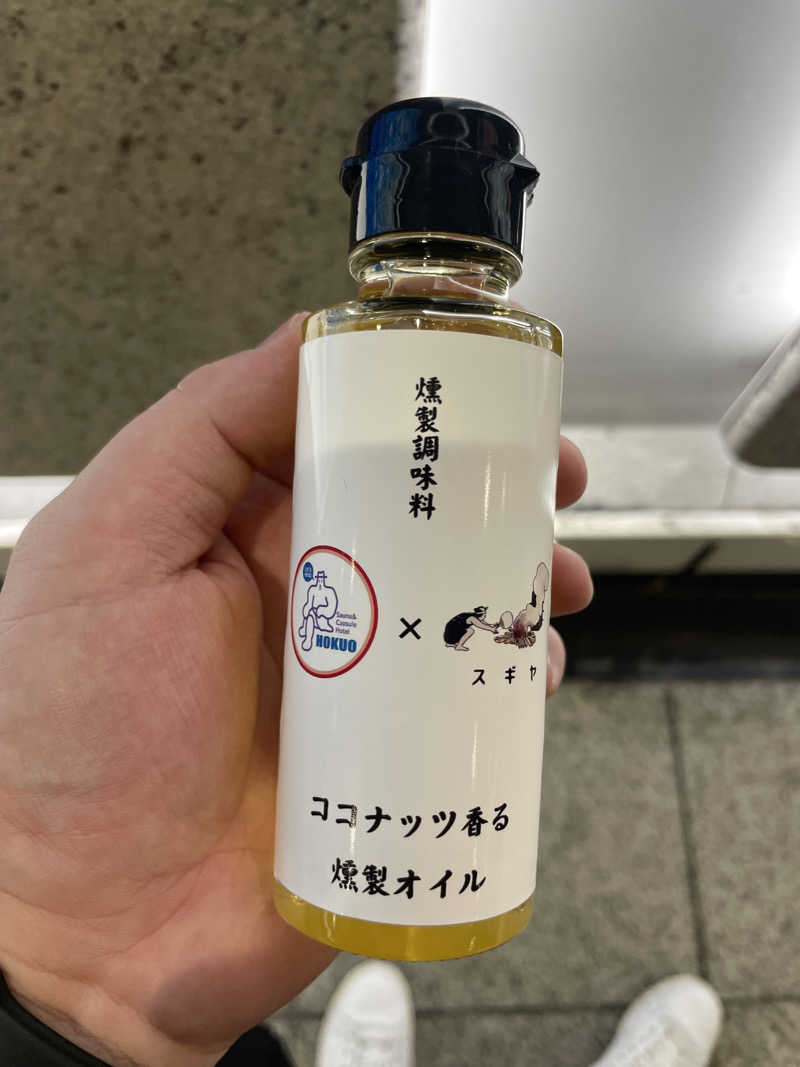 燻製調味料
Sauna&
Capsule
Hotel
HOKUO
×
スギヤ
ココナッツ香る
燻製オイル